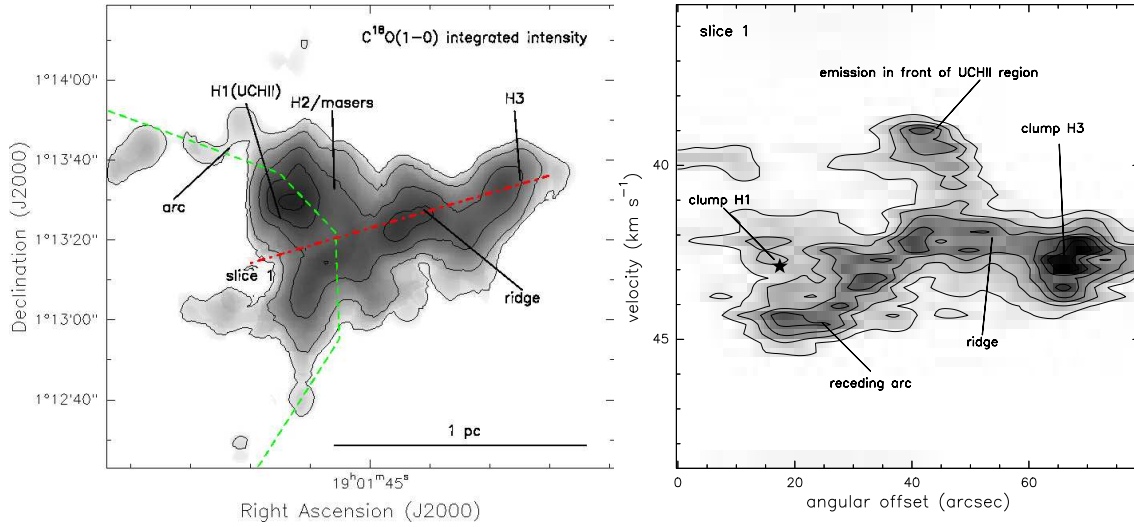 C¹⁸O(1−0) integrated intensity
H1(UCHII)
H2/masers
H3
arc
slice 1
ridge
1 pc
1°14'00"
1°13'40"
1°13'20"
1°13'00"
1°12'40"
Declination (J2000)
19ʰ01ᵐ45ˢ
Right Ascension (J2000)
slice 1
emission in front of UCHII region
clump H3
clump H1
ridge
receding arc
40
45
velocity (km s⁻¹)
0
20
40
60
angular offset (arcsec)